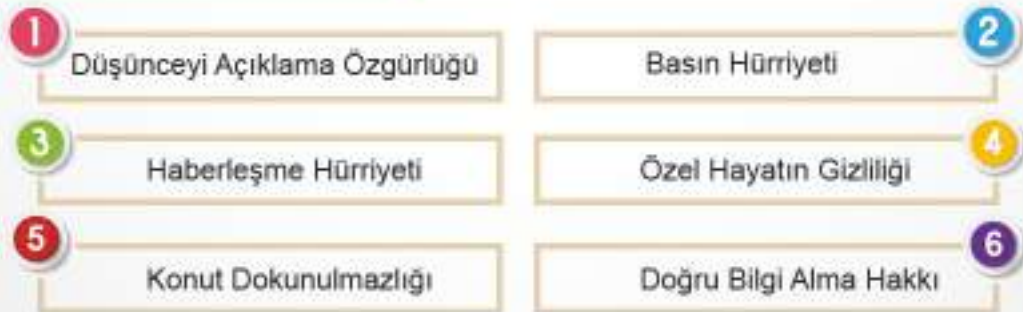 1 Düşünceyi Açıklama Özgürlüğü
2 Basın Hürriyeti
3 Haberleşme Hürriyeti
4 Özel Hayatın Gizliliği
5 Konut Dokunulmazlığı
6 Doğru Bilgi Alma Hakkı